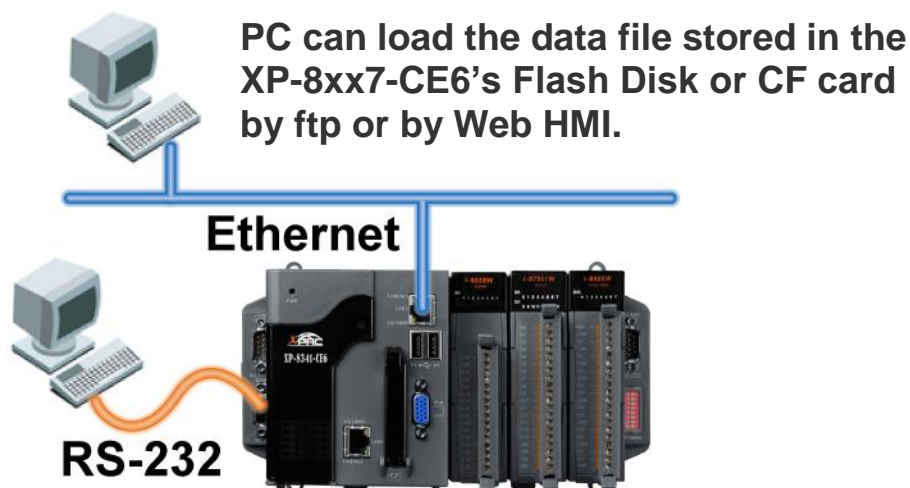 PC can load the data file stored in the
XP-8xx7-CE6's Flash Disk or CF card
by ftp or by Web HMI.
Ethernet
XPAC
XP-8341-CE6
RS-232